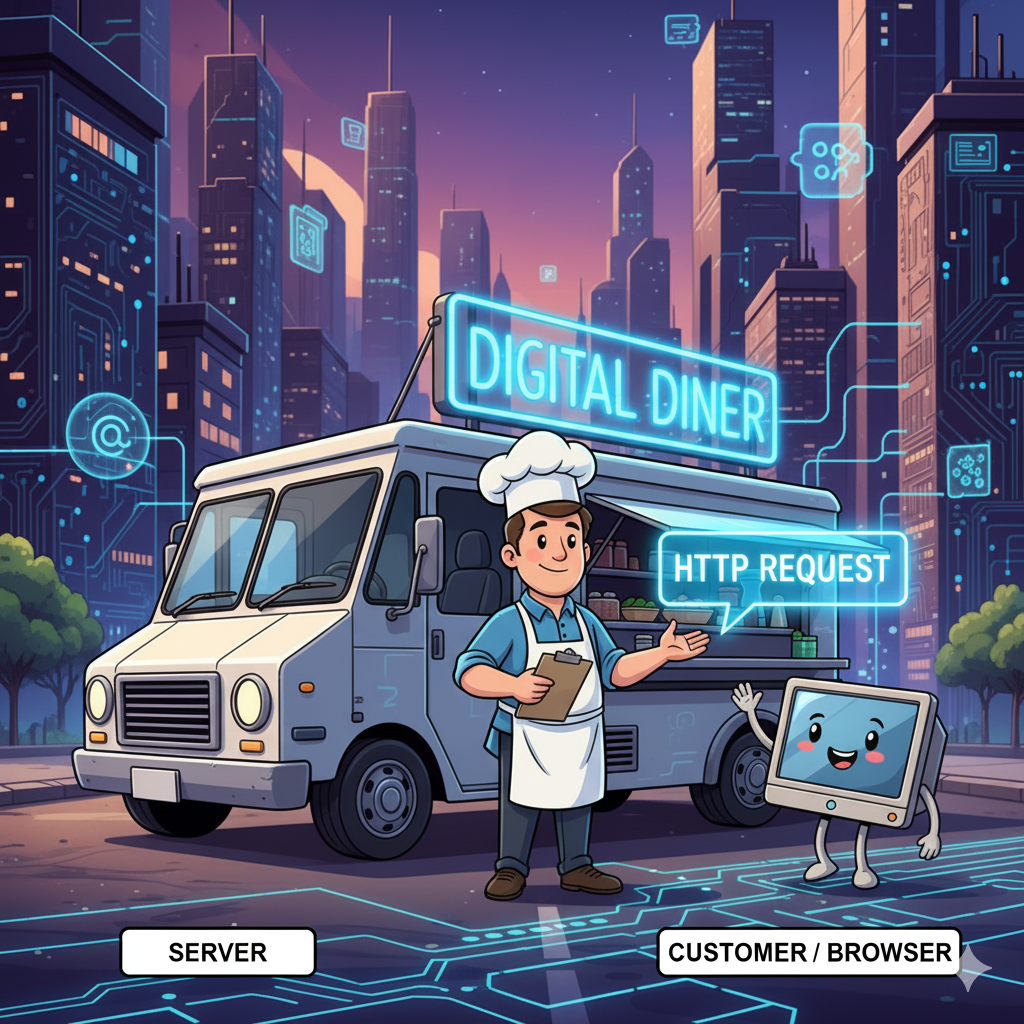 DIGITAL DINER
HTTP REQUEST
SERVER
CUSTOMER / BROWSER